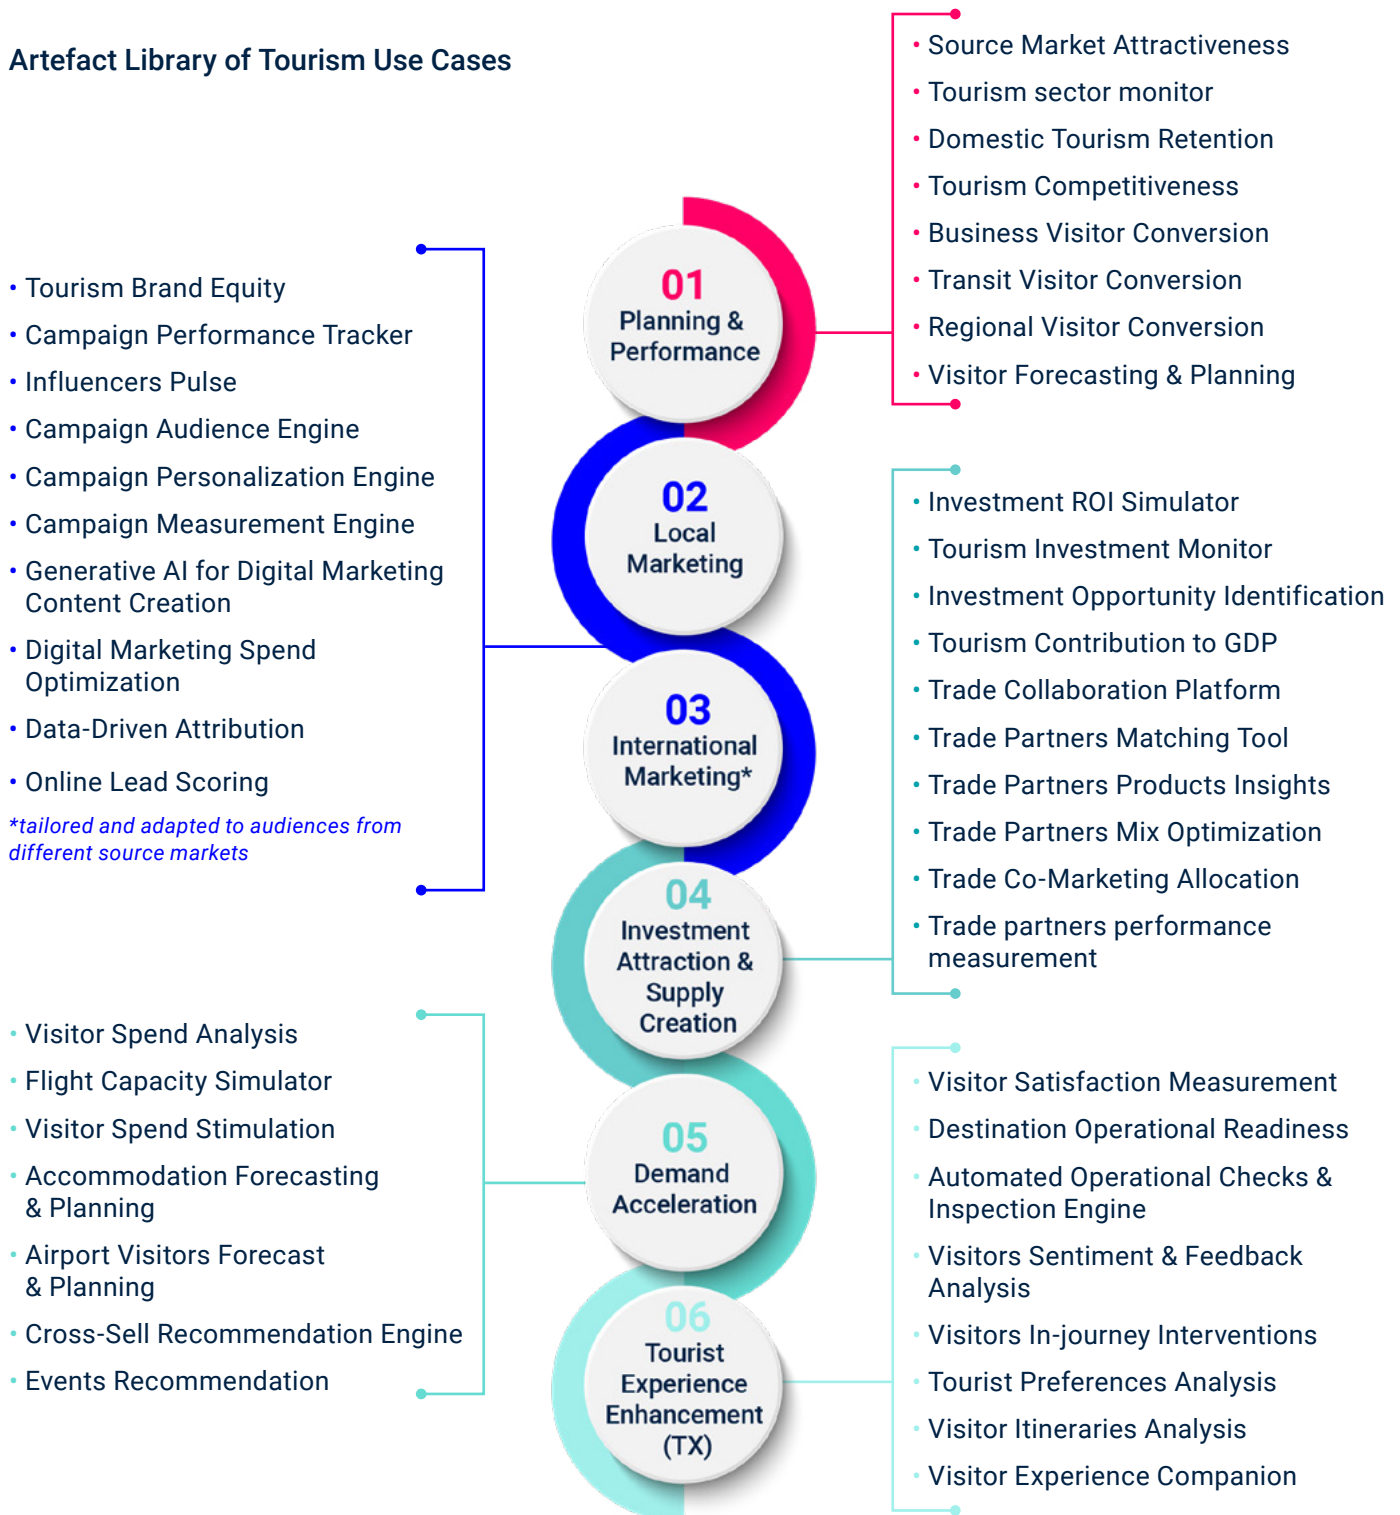 Artefact Library of Tourism Use Cases
01
Planning &
Performance
• Source Market Attractiveness
• Tourism sector monitor
• Domestic Tourism Retention
• Tourism Competitiveness
• Business Visitor Conversion
• Transit Visitor Conversion
• Regional Visitor Conversion
• Visitor Forecasting & Planning
02
Local
Marketing
03
International
Marketing*
• Tourism Brand Equity
• Campaign Performance Tracker
• Influencers Pulse
• Campaign Audience Engine
• Campaign Personalization Engine
• Campaign Measurement Engine
• Generative AI for Digital Marketing
Content Creation
• Digital Marketing Spend
Optimization
• Data-Driven Attribution
• Online Lead Scoring
*tailored and adapted to audiences from
different source markets
04
Investment
Attraction &
Supply
Creation
• Investment ROI Simulator
• Tourism Investment Monitor
• Investment Opportunity Identification
• Tourism Contribution to GDP
• Trade Collaboration Platform
• Trade Partners Matching Tool
• Trade Partners Products Insights
• Trade Partners Mix Optimization
• Trade Co-Marketing Allocation
• Trade partners performance
measurement
05
Demand
Acceleration
• Visitor Spend Analysis
• Flight Capacity Simulator
• Visitor Spend Stimulation
• Accommodation Forecasting
& Planning
• Airport Visitors Forecast
& Planning
• Cross-Sell Recommendation Engine
• Events Recommendation
06
Tourist
Experience
Enhancement
(TX)
• Visitor Satisfaction Measurement
• Destination Operational Readiness
• Automated Operational Checks &
Inspection Engine
• Visitors Sentiment & Feedback
Analysis
• Visitors In-journey Interventions
• Tourist Preferences Analysis
• Visitor Itineraries Analysis
• Visitor Experience Companion